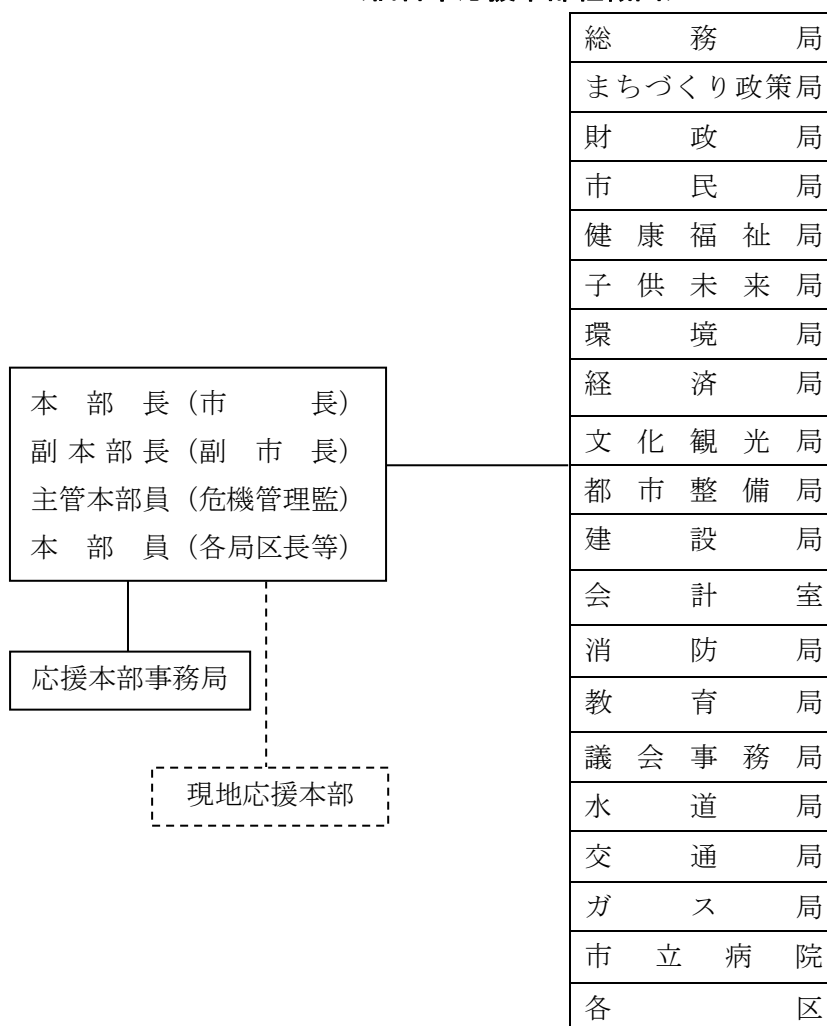 総務局
まちづくり政策局
財政局
市民局
健康福祉局
子供未来局
環境局
経済局
文化観光局
都市整備局
建設局
会計室
消防局
教育局
議会事務局
水道局
交通局
ガス局
市立病院
各区
本部長（市長）
副本部長（副市長）
主管本部員（危機管理監）
本部員（各局区長等）
応援本部事務局
現地応援本部